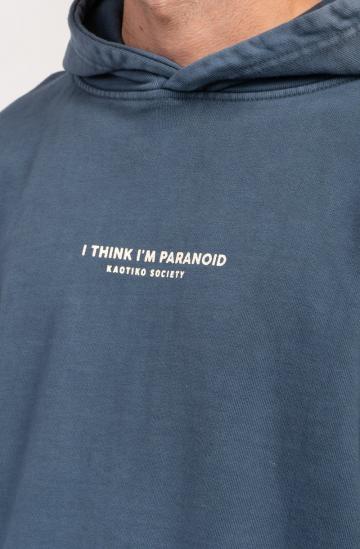 I THINK I'M PARANOID
KAOTIKO SOCIETY